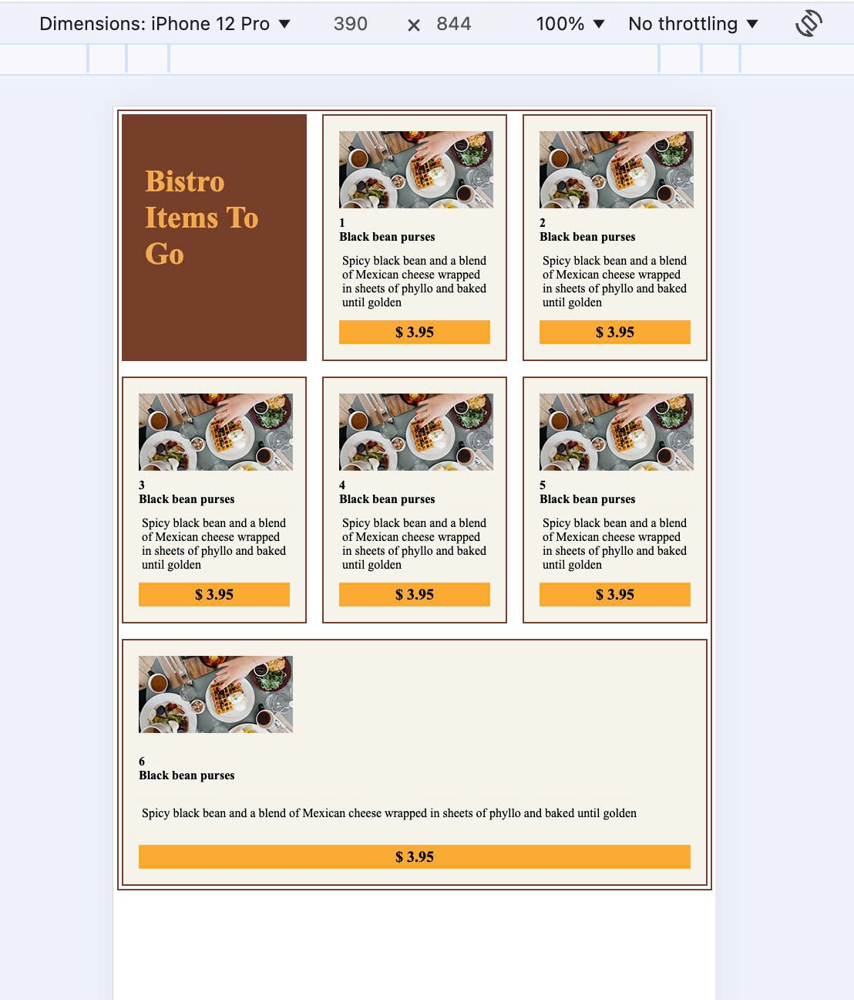 Dimensions: iPhone 12 Pro ▼ 390 × 844 100% ▼ No throttling ▼
Bistro
Items To
Go
1
Black bean purses
Spicy black bean and a blend
of Mexican cheese wrapped
in sheets of phyllo and baked
until golden
$ 3.95
2
Black bean purses
Spicy black bean and a blend
of Mexican cheese wrapped
in sheets of phyllo and baked
until golden
$ 3.95
3
Black bean purses
Spicy black bean and a blend
of Mexican cheese wrapped
in sheets of phyllo and baked
until golden
$ 3.95
4
Black bean purses
Spicy black bean and a blend
of Mexican cheese wrapped
in sheets of phyllo and baked
until golden
$ 3.95
5
Black bean purses
Spicy black bean and a blend
of Mexican cheese wrapped
in sheets of phyllo and baked
until golden
$ 3.95
6
Black bean purses
Spicy black bean and a blend of Mexican cheese wrapped in sheets of phyllo and baked until golden
$ 3.95